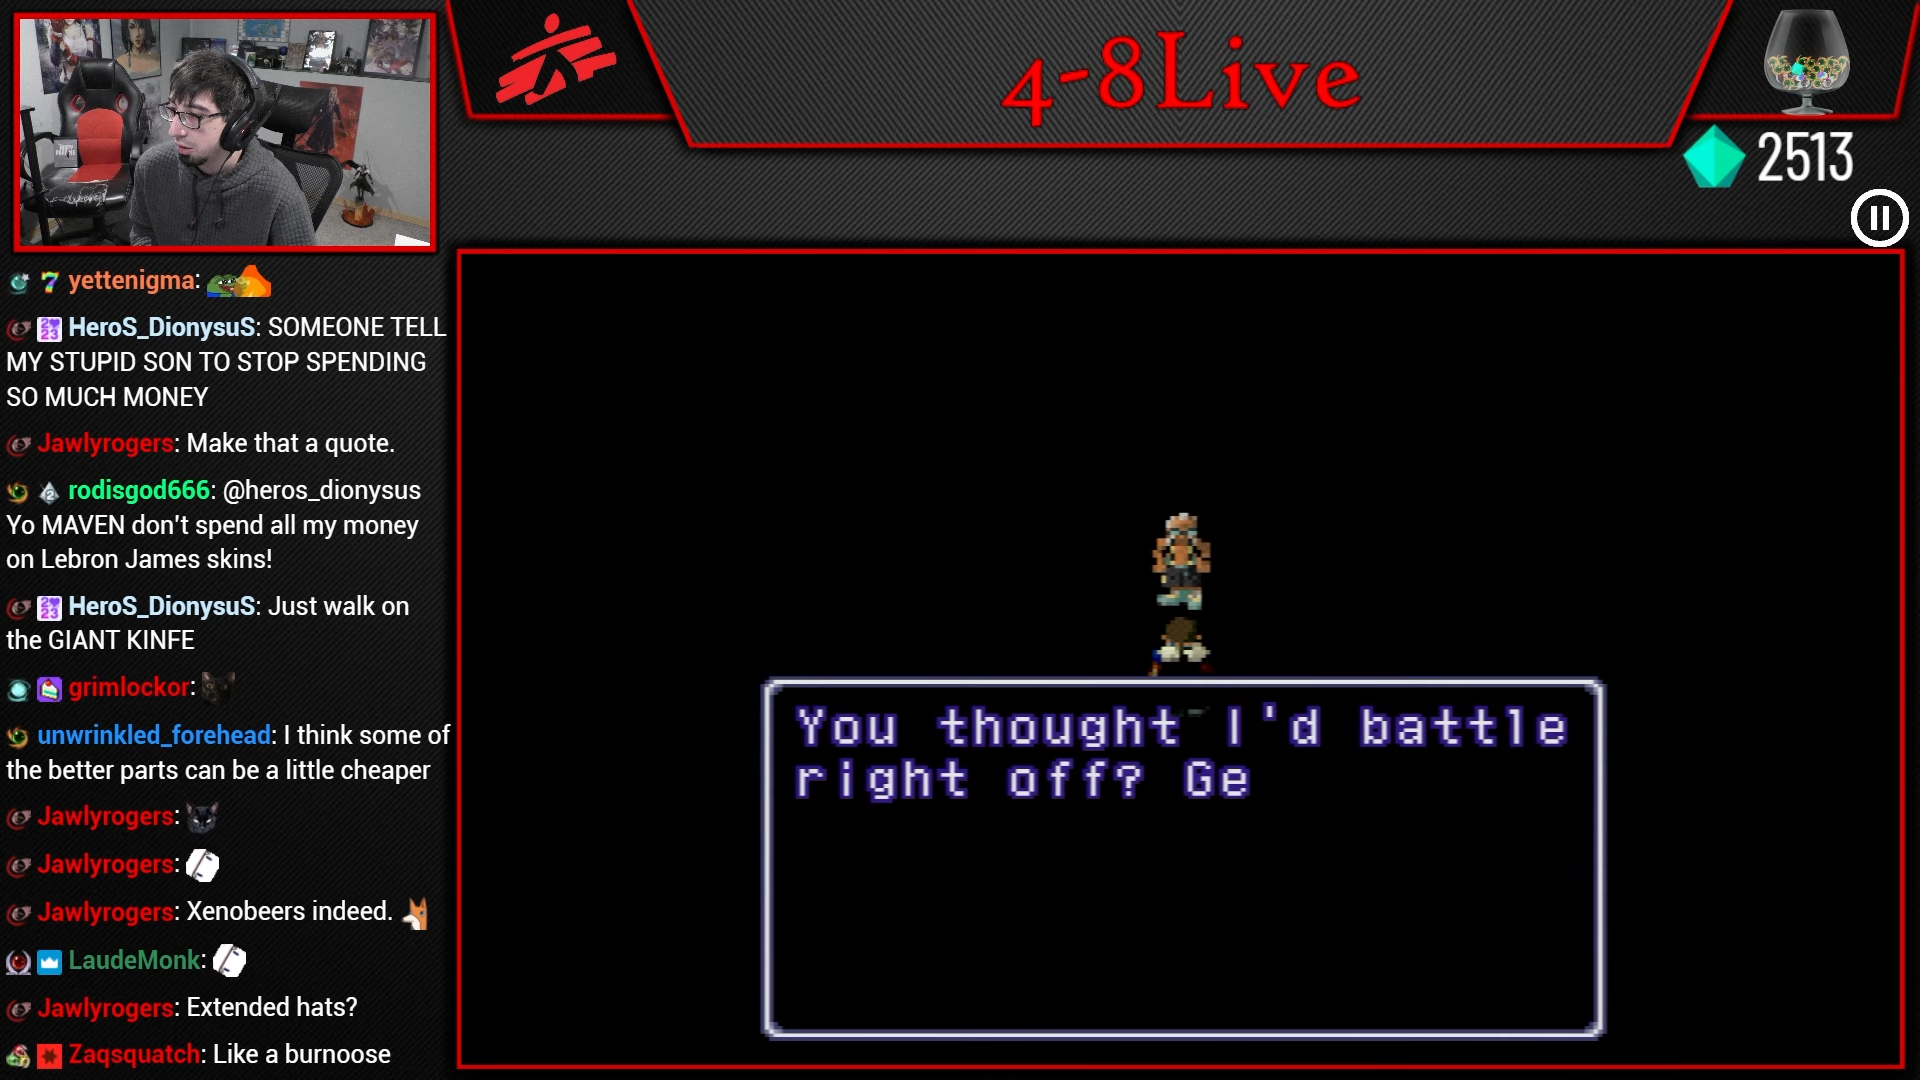 4-8Live
2513
7 yettenigma:
HeroS_DionysuS: SOMEONE TELL
MY STUPID SON TO STOP SPENDING
SO MUCH MONEY
Jawlyrogers: Make that a quote.
rodisgod666: @heros_dionysus
Yo MAVEN don't spend all my money
on Lebron James skins!
HeroS_DionysuS: Just walk on
the GIANT KINFE
grimlockor:
unwrinkled_forehead: I think some of
the better parts can be a little cheaper
Jawlyrogers:
Jawlyrogers:
Jawlyrogers: Xenobeers indeed.
LaudeMonk:
Jawlyrogers: Extended hats?
Zaqsquatch: Like a burnoose
You thought I'd battle
right off? Ge